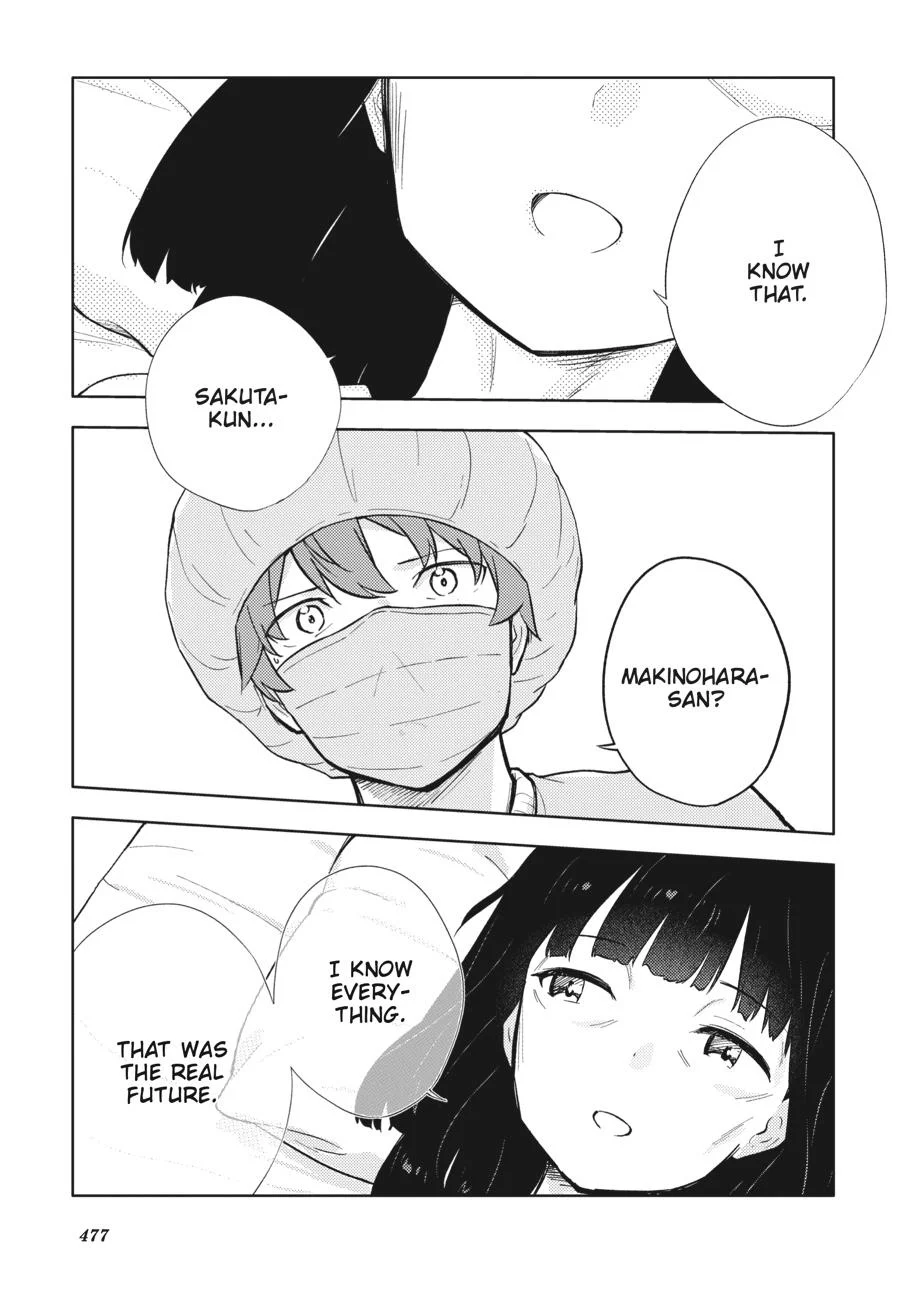 I
KNOW
THAT.
SAKUTA-
KUN...
MAKINOHARA-
SAN?
I KNOW
EVERY-
THING.
THAT WAS
THE REAL
FUTURE.
477